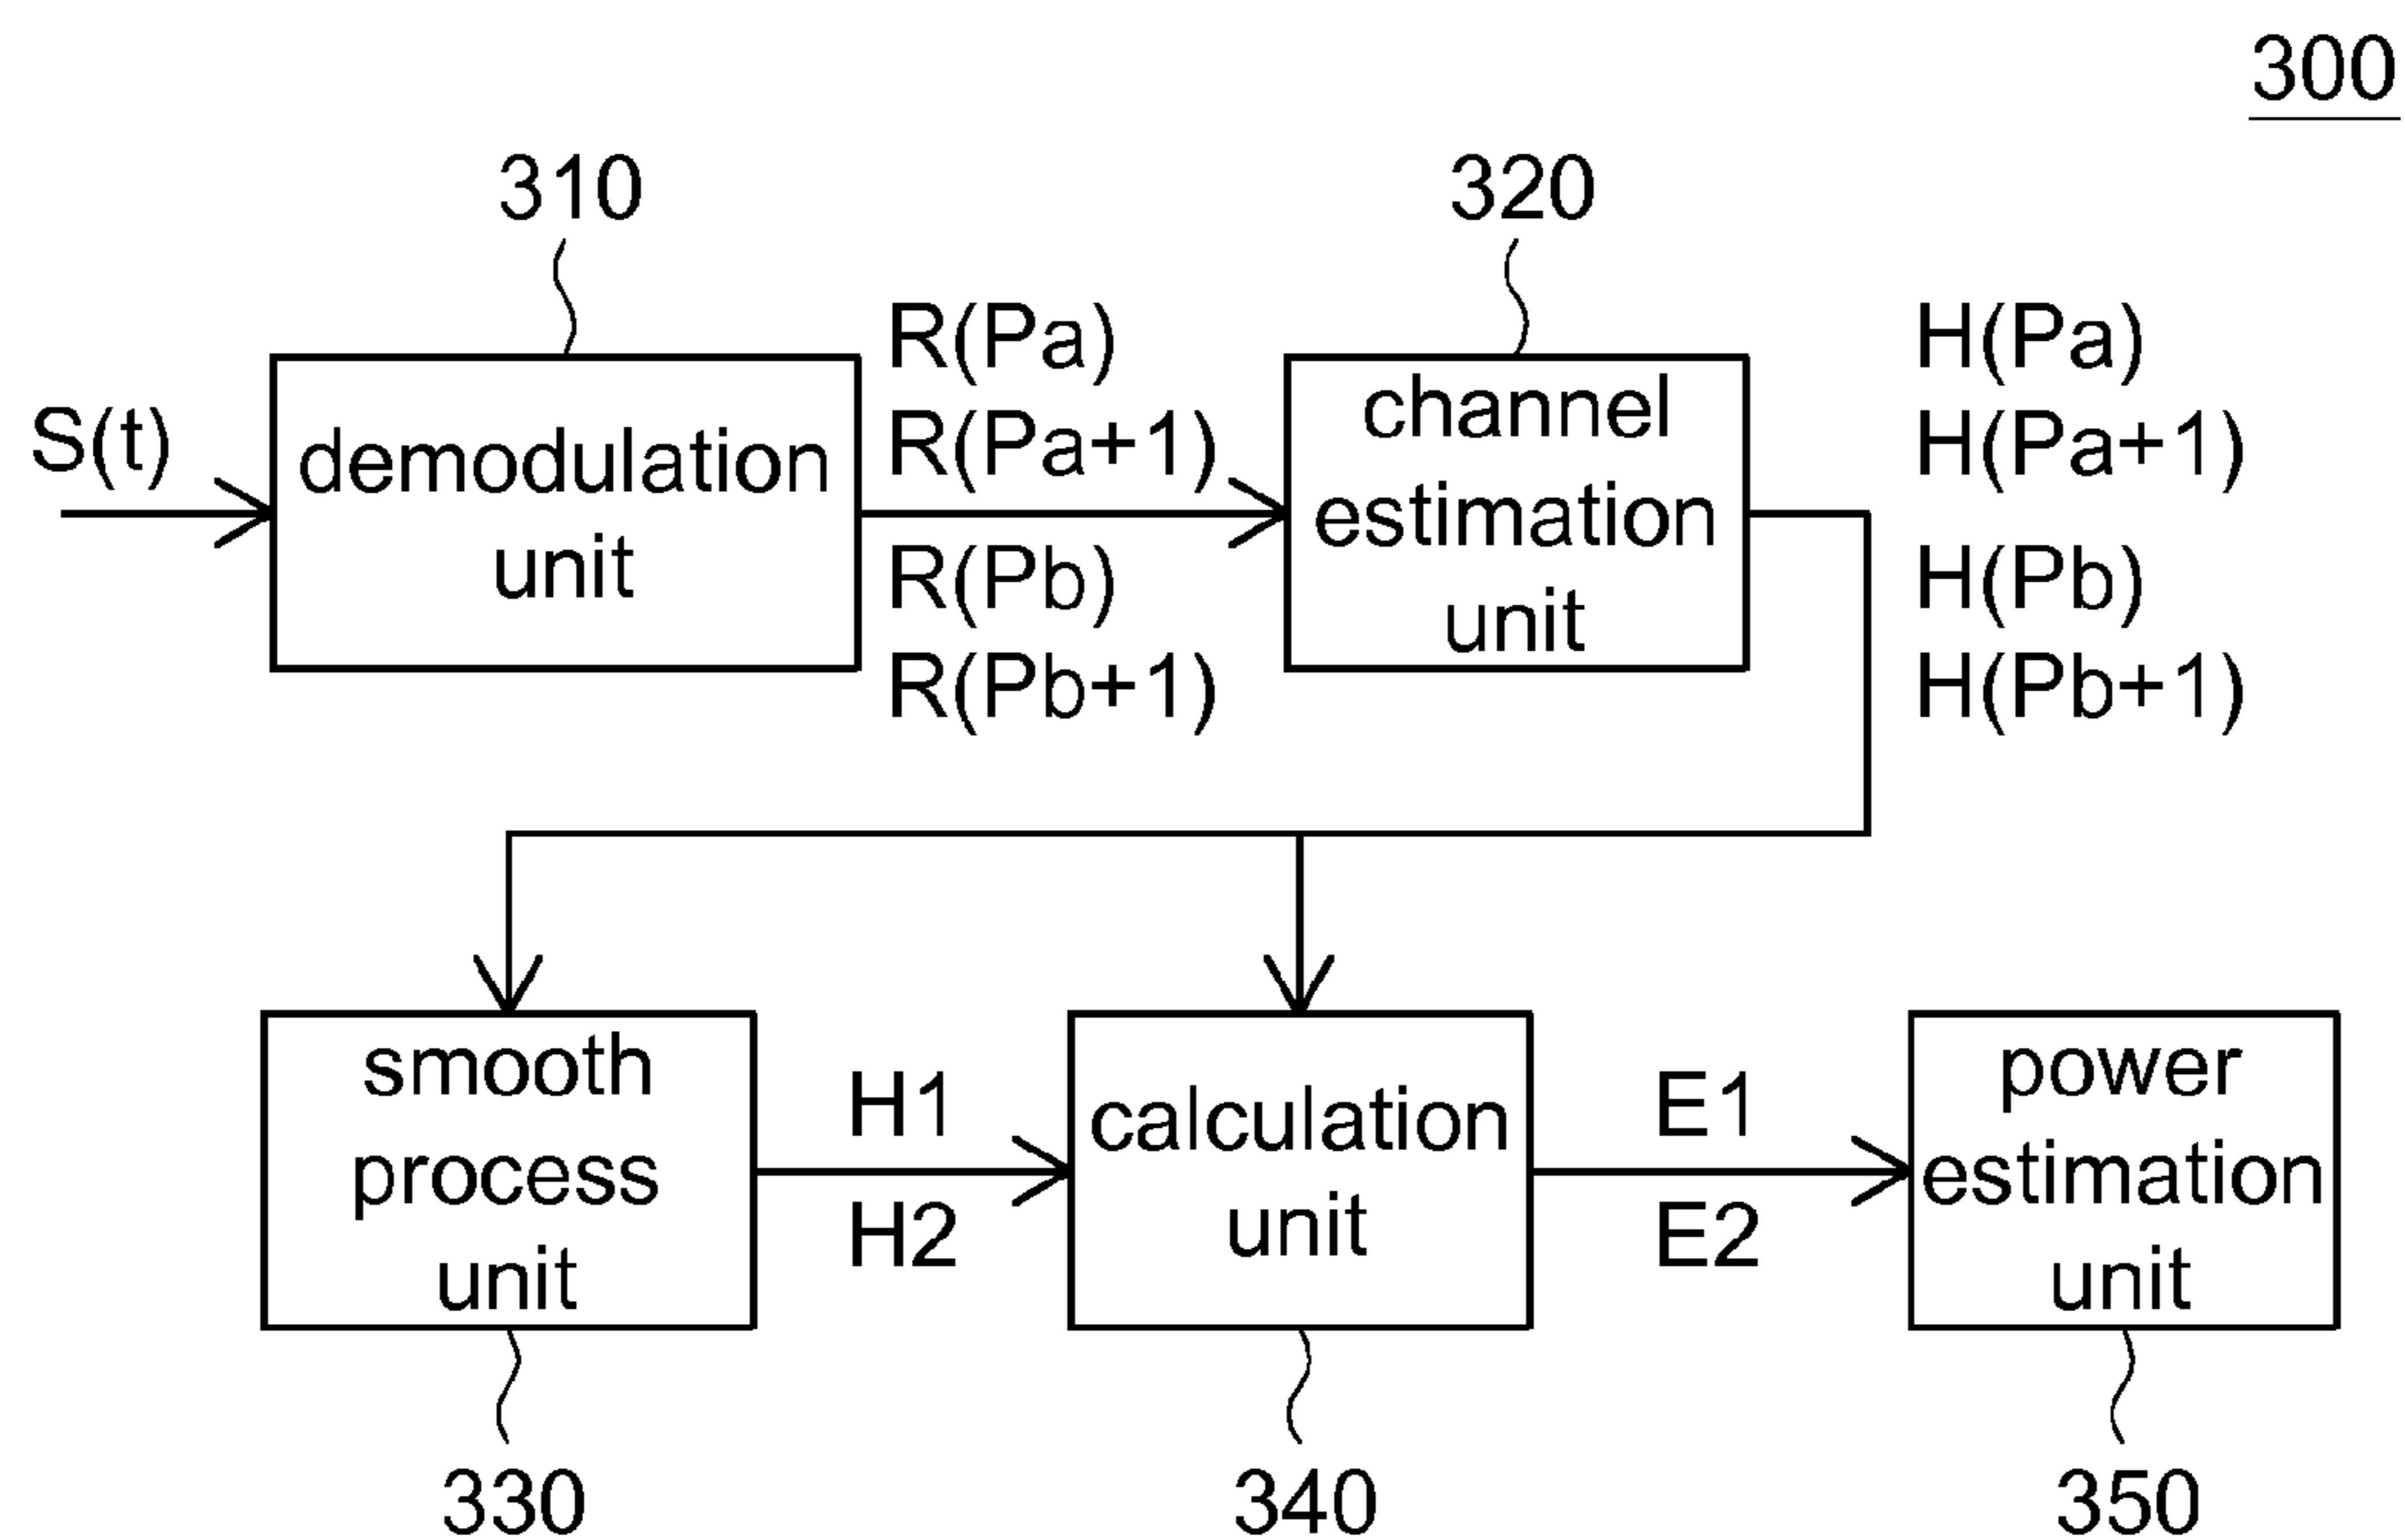 300
310
320
S(t)
demodulation
unit
R(Pa)
R(Pa+1)
R(Pb)
R(Pb+1)
channel
estimation
unit
H(Pa)
H(Pa+1)
H(Pb)
H(Pb+1)
smooth
process
unit
H1
H2
calculation
unit
E1
E2
power
estimation
unit
330
340
350